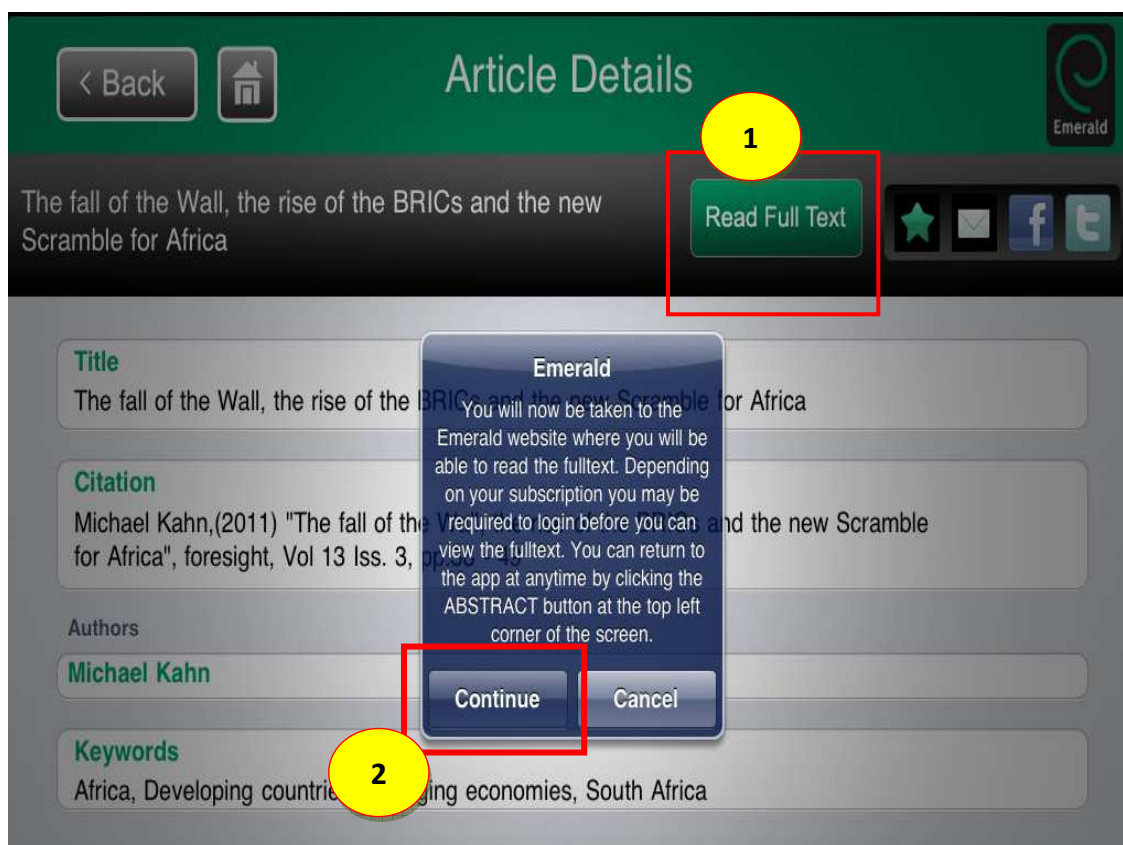 < Back
Article Details
Emerald
1
The fall of the Wall, the rise of the BRICs and the new
Scramble for Africa
Read Full Text
Title
The fall of the Wall, the rise of the BRICs and the new Scramble for Africa
Emerald
You will now be taken to the
Emerald website where you will be
able to read the fulltext. Depending
on your subscription you may be
required to login before you can
view the fulltext. You can return to
the app at anytime by clicking the
ABSTRACT button at the top left
corner of the screen.
Continue
Cancel
Citation
Michael Kahn,(2011) "The fall of the and the new Scramble
for Africa", foresight, Vol 13 Iss. 3,
Authors
Michael Kahn
Keywords
2
Africa, Developing economies, South Africa